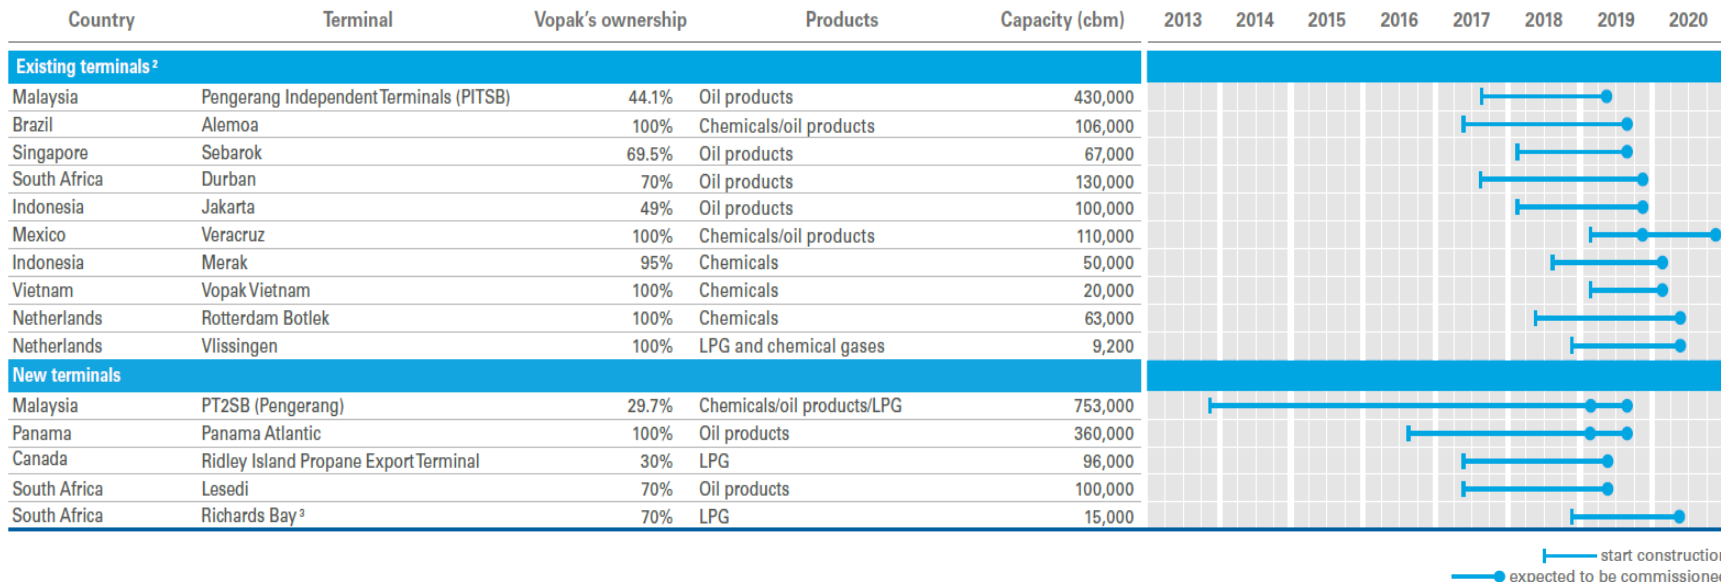 Country Terminal Vopak's ownership Products Capacity (cbm) 2013 2014 2015 2016 2017 2018 2019 2020
Existing terminals ²
Malaysia Pengerang Independent Terminals (PITSB) 44.1% Oil products 430,000
Brazil Alemoa 100% Chemicals/oil products 106,000
Singapore Sebarok 69.5% Oil products 67,000
South Africa Durban 70% Oil products 130,000
Indonesia Jakarta 49% Oil products 100,000
Mexico Veracruz 100% Chemicals/oil products 110,000
Indonesia Merak 95% Chemicals 50,000
Vietnam Vopak Vietnam 100% Chemicals 20,000
Netherlands Rotterdam Botlek 100% Chemicals 63,000
Netherlands Vlissingen 100% LPG and chemical gases 9,200
New terminals
Malaysia PT2SB (Pengerang) 29.7% Chemicals/oil products/LPG 753,000
Panama Panama Atlantic 100% Oil products 360,000
Canada Ridley Island Propane Export Terminal 30% LPG 96,000
South Africa Lesedi 70% Oil products 100,000
South Africa Richards Bay ³ 70% LPG 15,000
start construction
expected to be commissioned